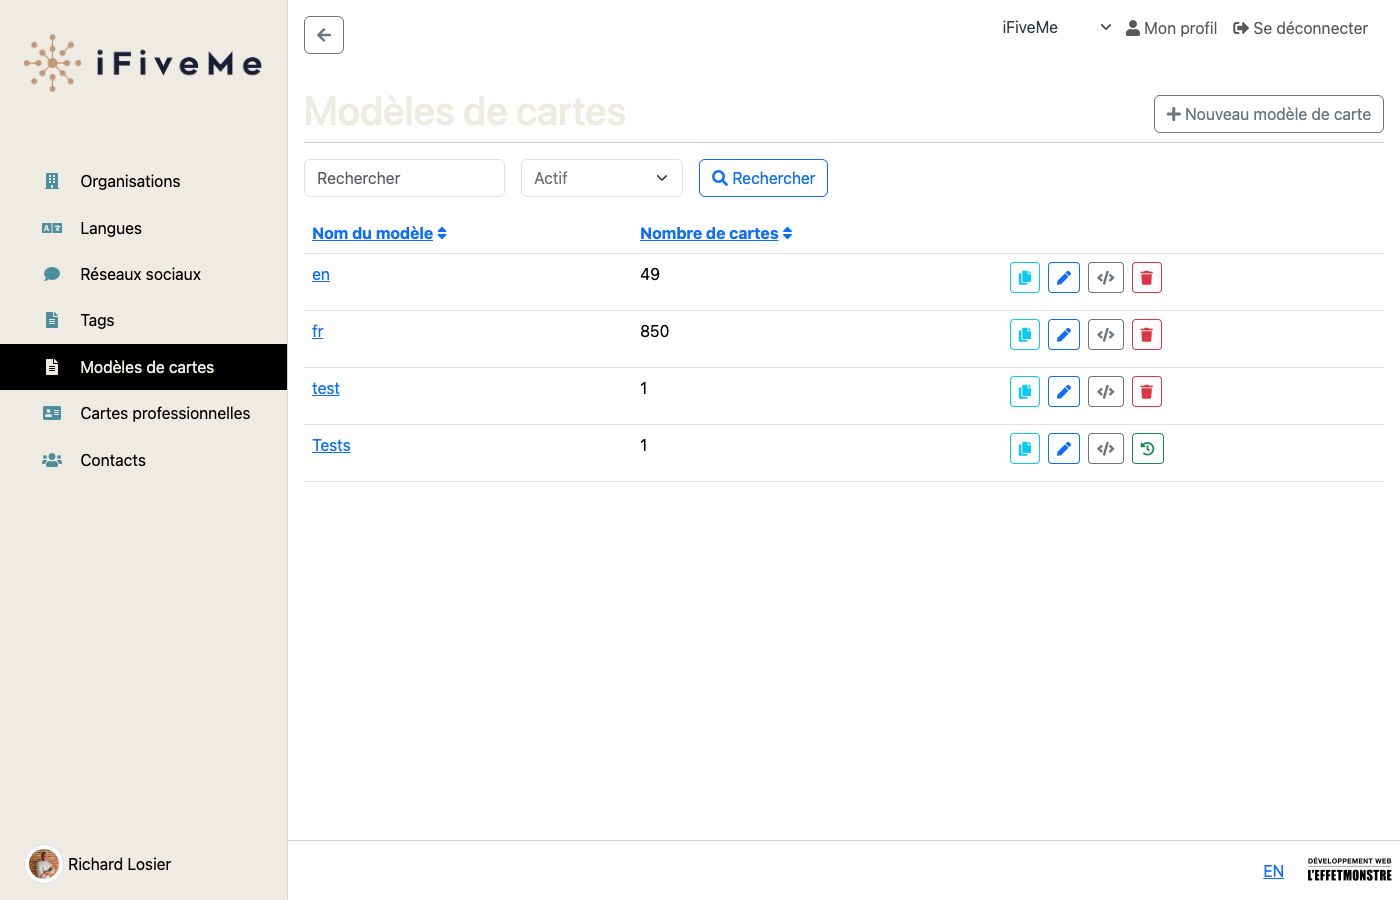 iFiveMe
Organisations
Langues
Réseaux sociaux
Tags
Modèles de cartes
Cartes professionnelles
Contacts
Richard Losier
iFiveMe
Mon profil
Se déconnecter
Modèles de cartes
Nouveau modèle de carte
Rechercher
Actif
Rechercher
Nom du modèle
Nombre de cartes
en
49
fr
850
test
1
Tests
1
EN
DÉVELOPPEMENT WEB
L'EFFETMONSTRE